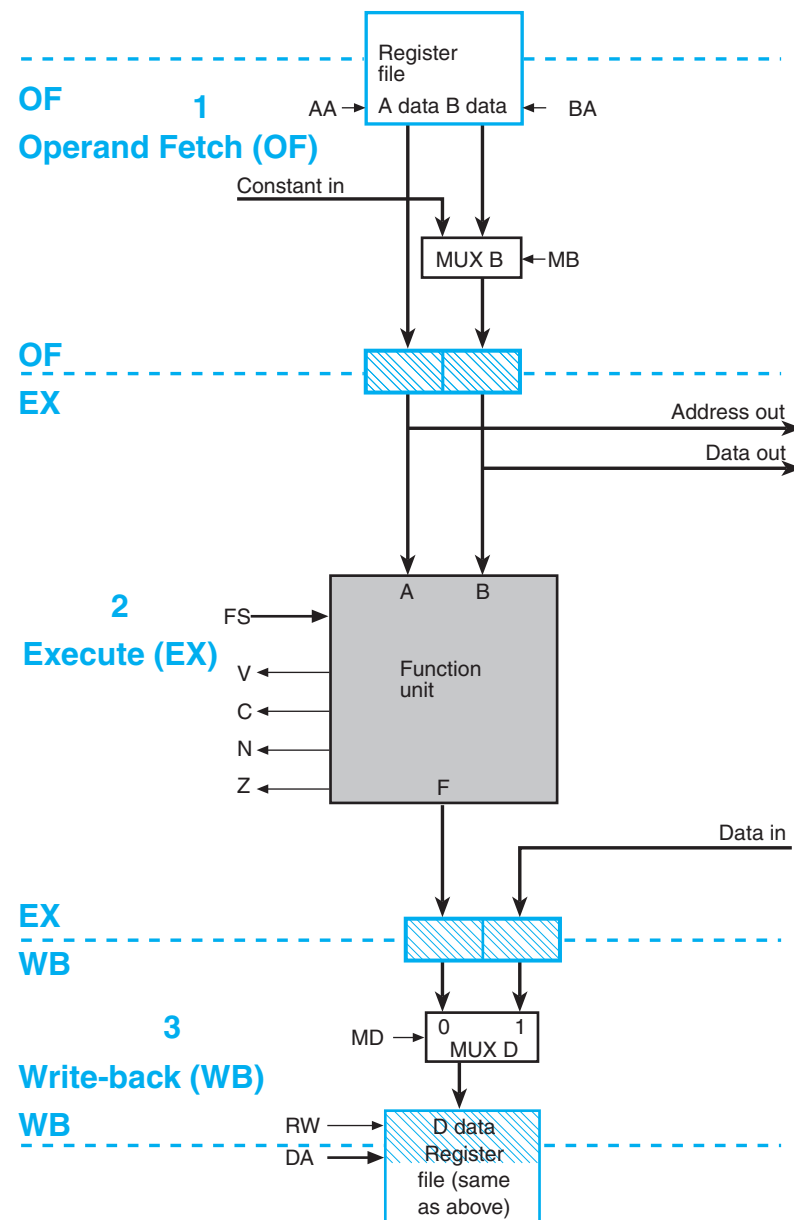 Register
file
OF
1
AA
A data B data
BA
Operand Fetch (OF)
Constant in
MUX B
MB
OF
EX
Address out
Data out
A B
2
FS
Execute (EX)
V
Function
unit
C
N
Z
F
Data in
EX
WB
3
0 1
MD
MUX D
Write-back (WB)
WB
RW
D data
DA
Register
file (same
as above)